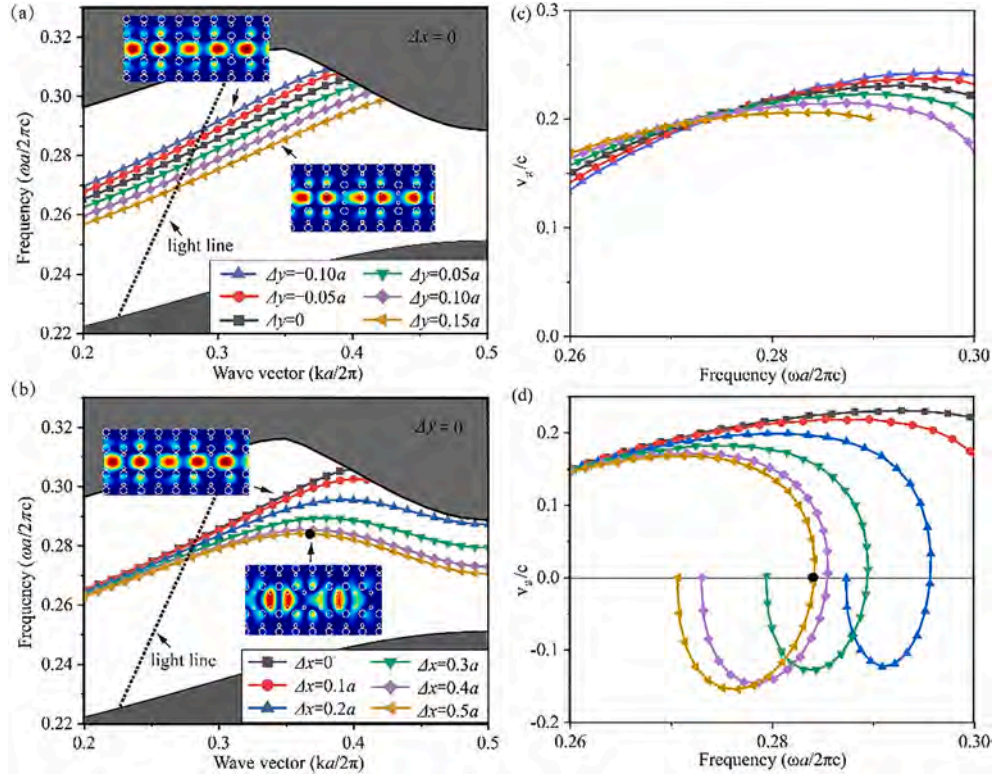 (a)
Δx = 0
Frequency (ωa/2πc)
0.32
0.30
0.28
0.26
0.24
0.22
light line
Δy=−0.10a
Δy=−0.05a
Δy=0
Δy=0.05a
Δy=0.10a
Δy=0.15a
0.2 0.3 0.4 0.5
Wave vector (ka/2π)
(c)
0.3
0.2
0.1
0.0
0.26 0.28 0.30
Frequency (ωa/2πc)
(b)
Δy = 0
Frequency (ωa/2πc)
0.32
0.30
0.28
0.26
0.24
0.22
light line
Δx=0
Δx=0.1a
Δx=0.2a
Δx=0.3a
Δx=0.4a
Δx=0.5a
0.2 0.3 0.4 0.5
Wave vector (ka/2π)
(d)
0.2
0.1
0.0
-0.1
-0.2
0.26 0.28 0.30
Frequency (ωa/2πc)